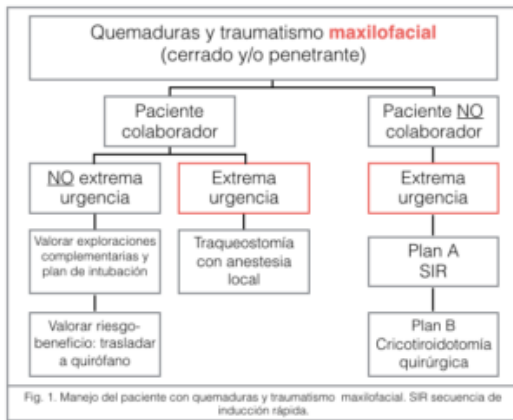 Quemaduras y traumatismo maxilofacial
(cerrado y/o penetrante)
Paciente
colaborador
NO extrema
urgencia
Valorar exploraciones
complementarias y
plan de intubación
Valorar riesgo-
beneficio: trasladar
a quirófano
Extrema
urgencia
Traqueostomía
con anestesia
local
Paciente NO
colaborador
Extrema
urgencia
Plan A
SIR
Plan B
Cricotiroidotomía
quirúrgica
Fig. 1. Manejo del paciente con quemaduras y traumatismo maxilofacial. SIR secuencia de
inducción rápida.